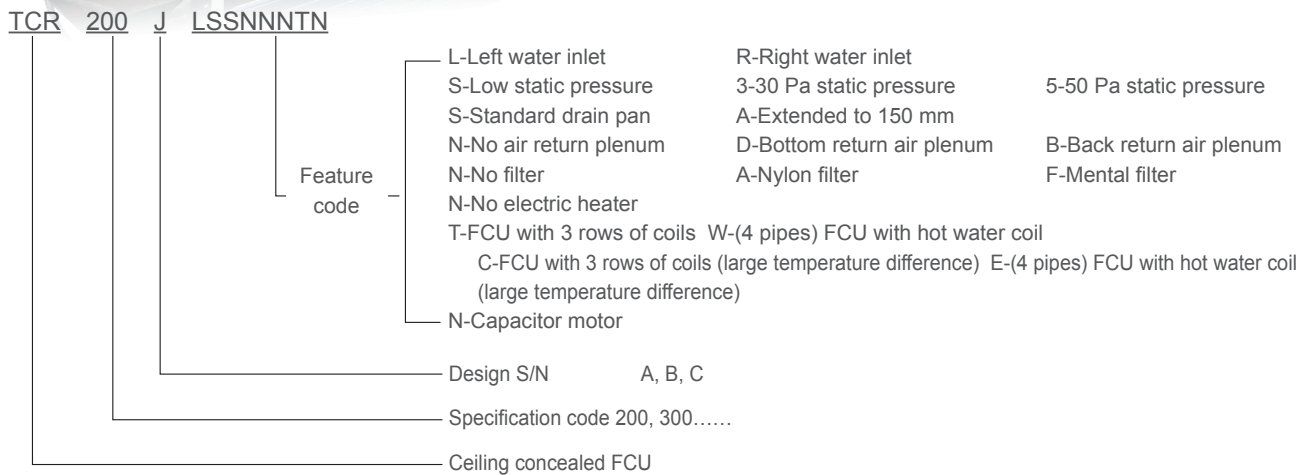 TCR 200 J LSSNNNTN
L-Left water inlet R-Right water inlet
S-Low static pressure 3-30 Pa static pressure 5-50 Pa static pressure
S-Standard drain pan A-Extended to 150 mm
N-No air return plenum D-Bottom return air plenum B-Back return air plenum
Feature
code
N-No filter A-Nylon filter F-Mental filter
N-No electric heater
T-FCU with 3 rows of coils W-(4 pipes) FCU with hot water coil
C-FCU with 3 rows of coils (large temperature difference) E-(4 pipes) FCU with hot water coil
(large temperature difference)
N-Capacitor motor
Design S/N A, B, C
Specification code 200, 300……
Ceiling concealed FCU